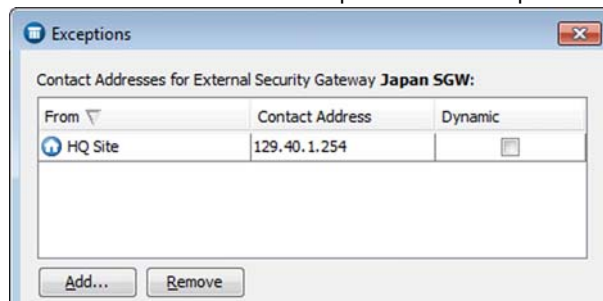 Exceptions
Contact Addresses for External Security Gateway Japan SGW:
From Contact Address Dynamic
HQ Site 129.40.1.254
Add... Remove